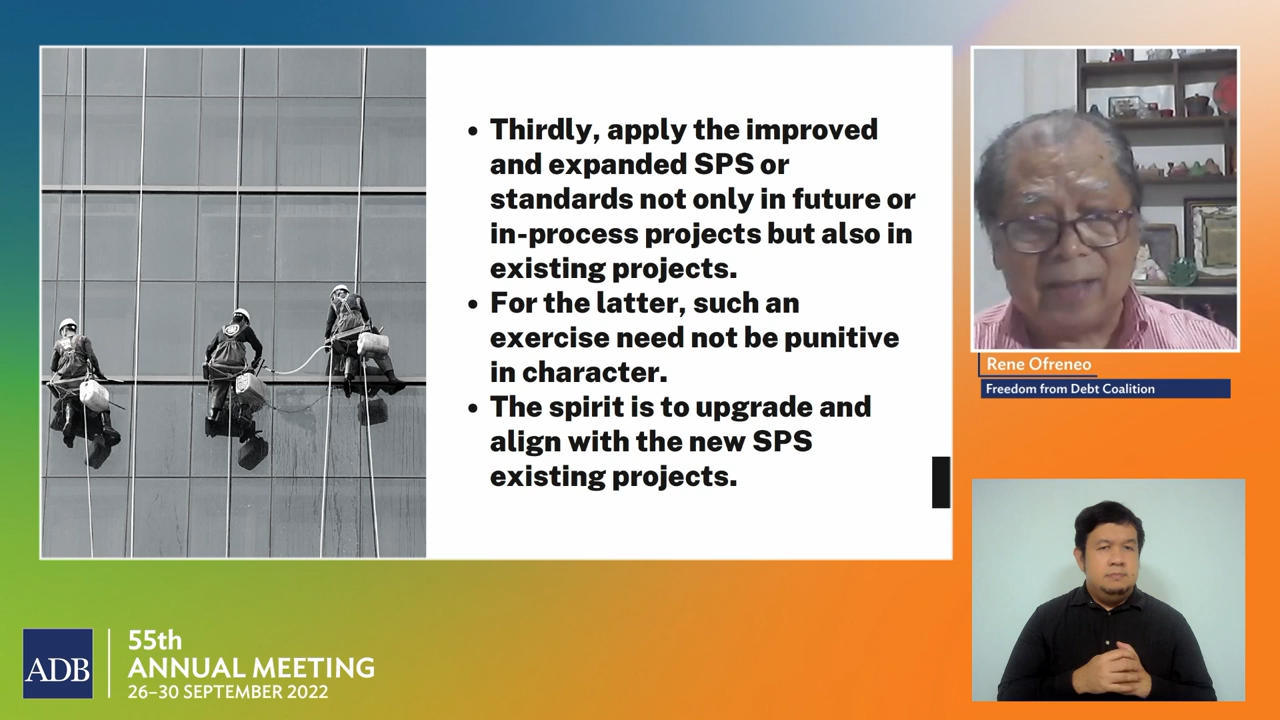 • Thirdly, apply the improved
and expanded SPS or
standards not only in future or
in-process projects but also in
existing projects.
• For the latter, such an
exercise need not be punitive
in character.
• The spirit is to upgrade and
align with the new SPS
existing projects.
Rene Ofreneo
Freedom from Debt Coalition
ADB
55th
ANNUAL MEETING
26–30 SEPTEMBER 2022